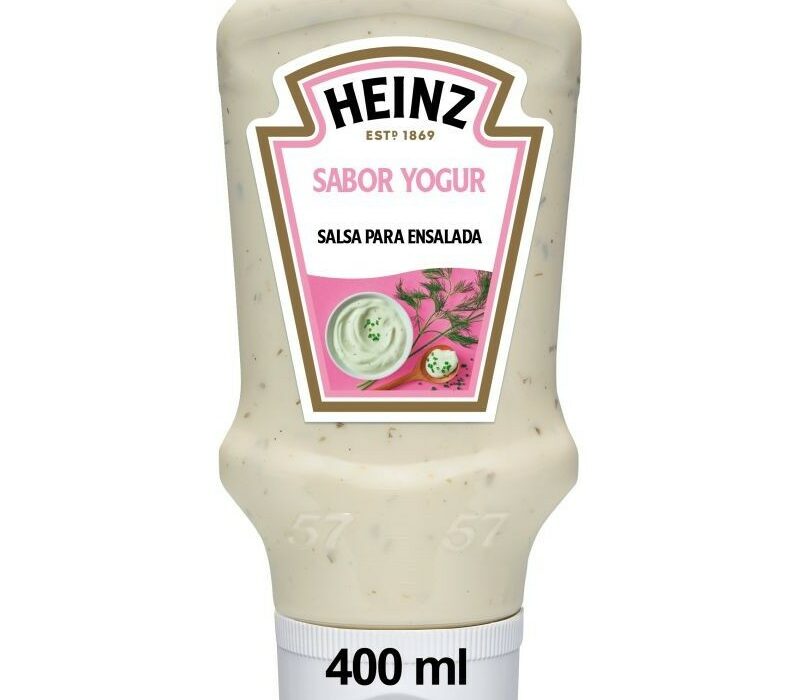 HEINZ
ESTD 1869
SABOR YOGUR
SALSA PARA ENSALADA
57 57
400 ml